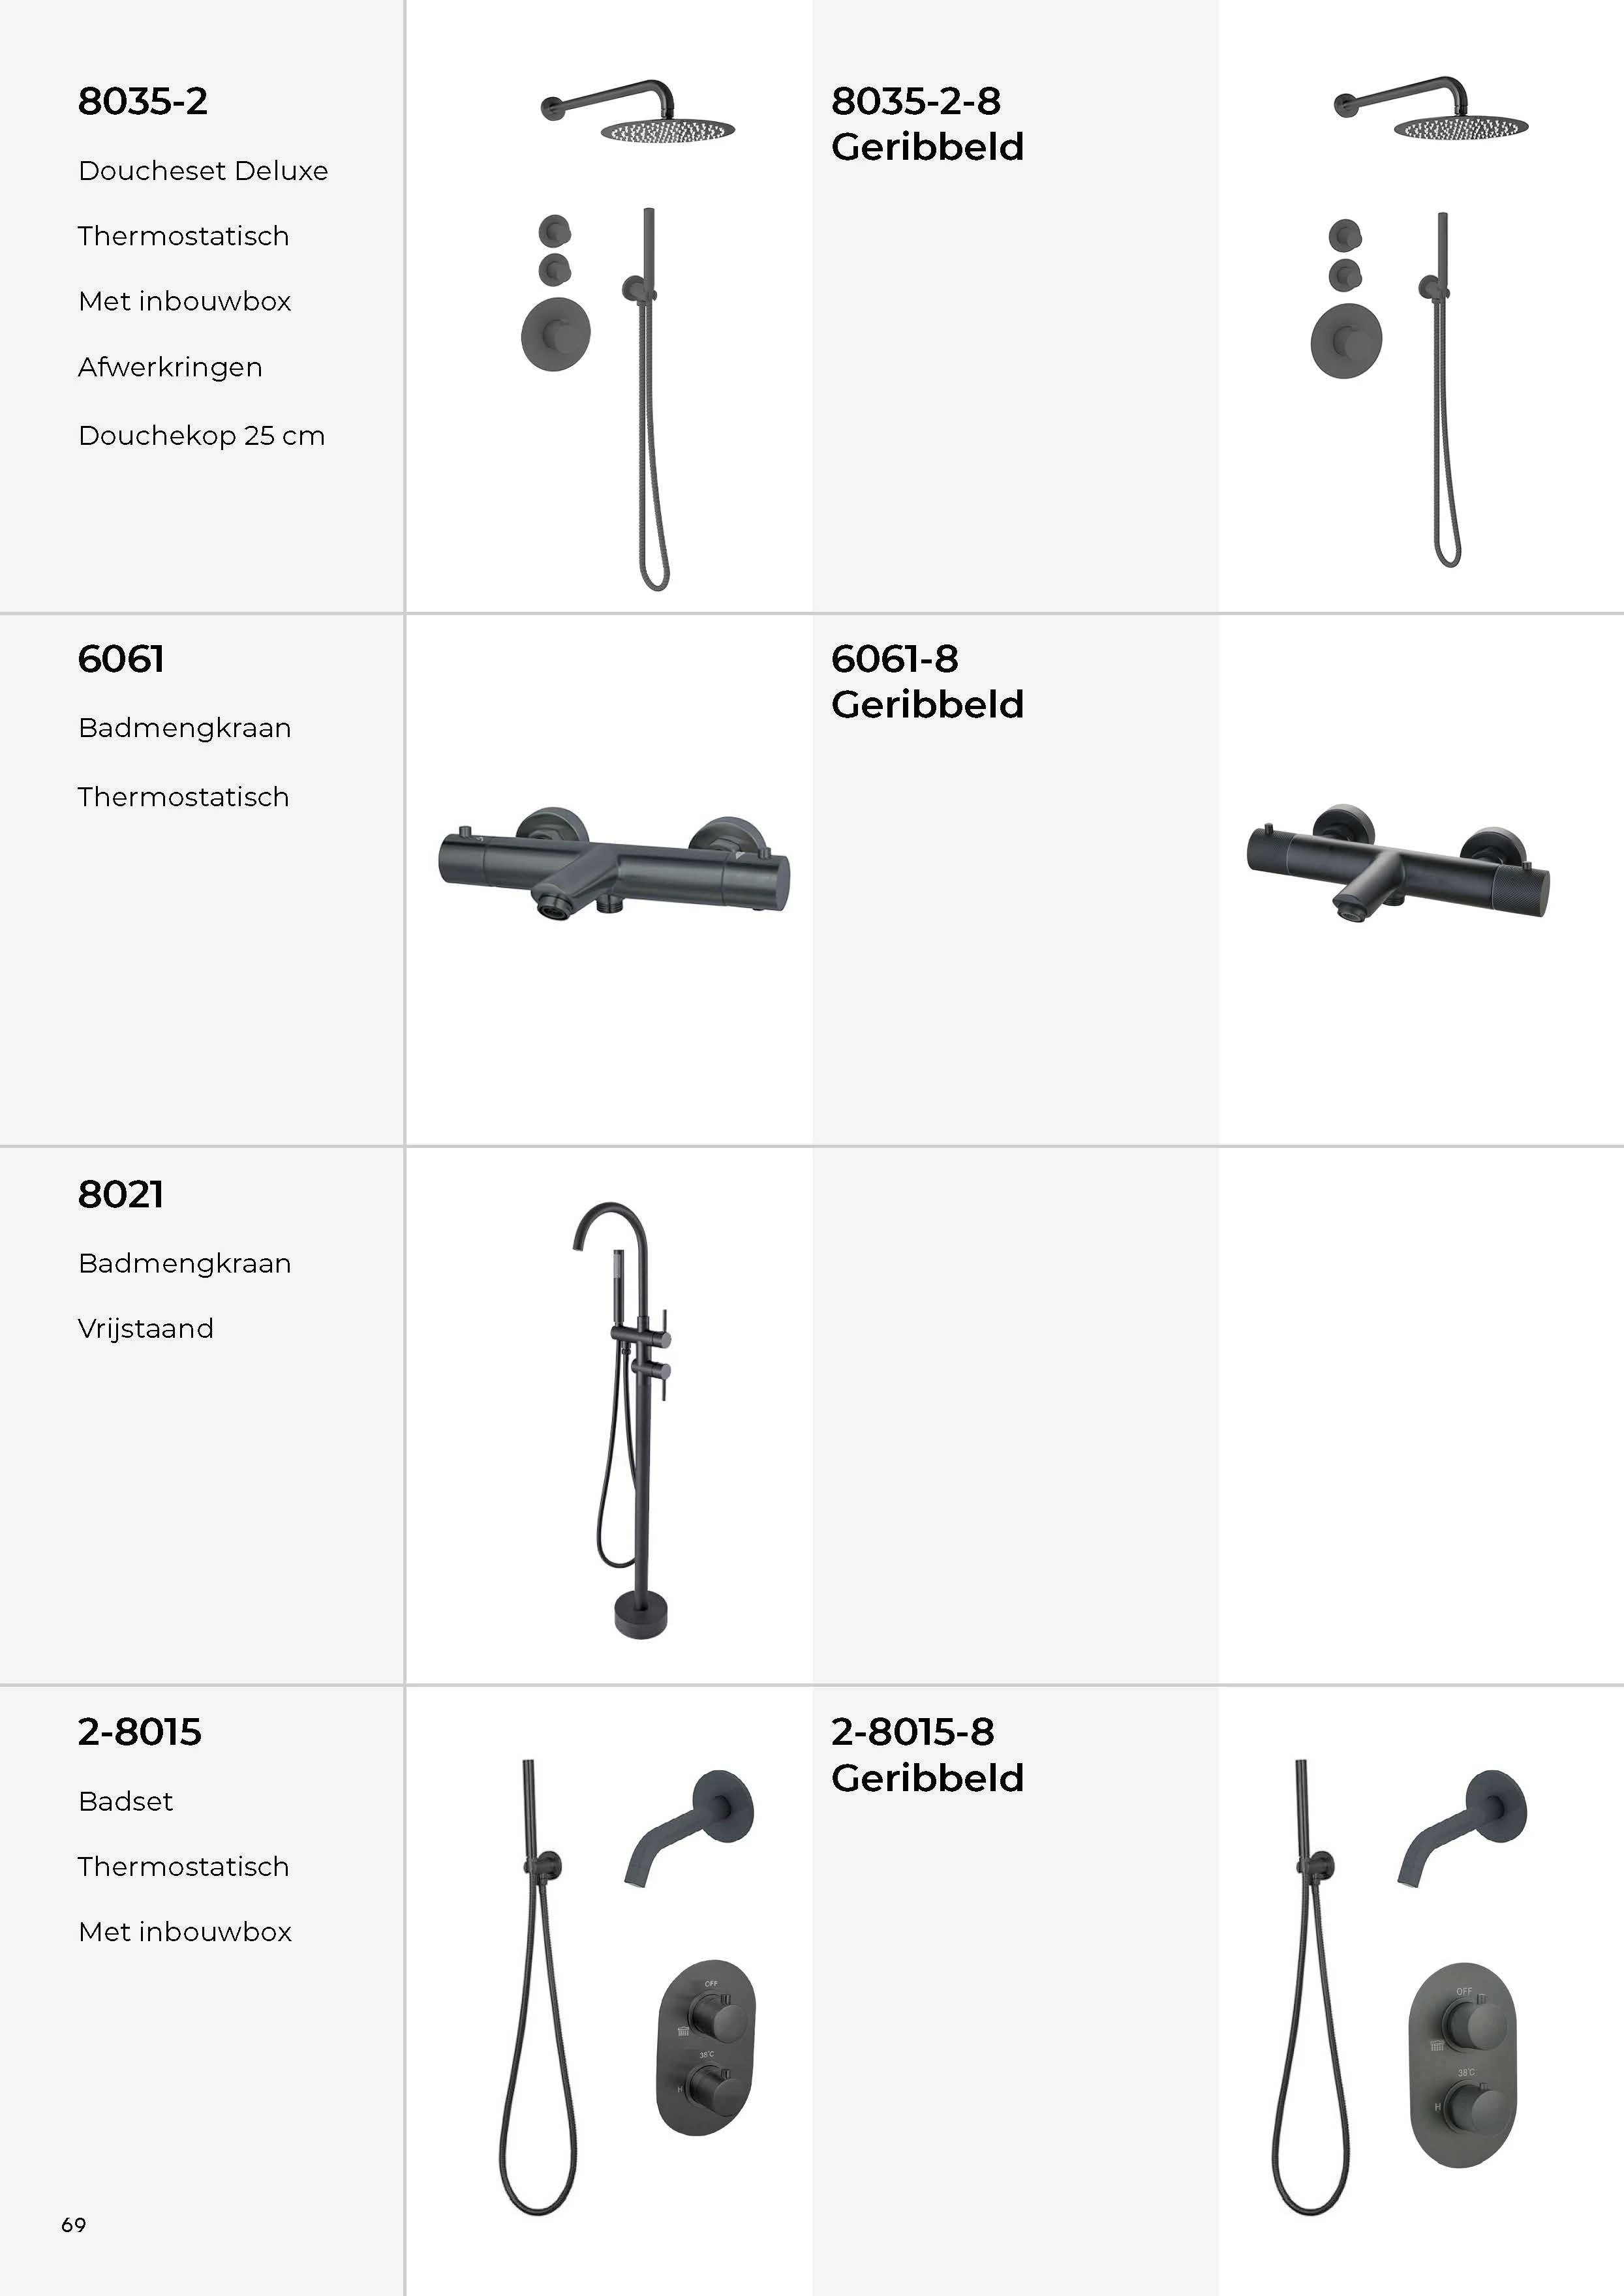 8035-2
Doucheset Deluxe
Thermostatisch
Met inbouwbox
Afwerkringen
Douchekop 25 cm
8035-2-8
Geribbeld
6061
Badmengkraan
Thermostatisch
6061-8
Geribbeld
8021
Badmengkraan
Vrijstaand
2-8015
Badset
Thermostatisch
Met inbouwbox
OFF
38°C
H
2-8015-8
Geribbeld
OFF
38°C
H
69